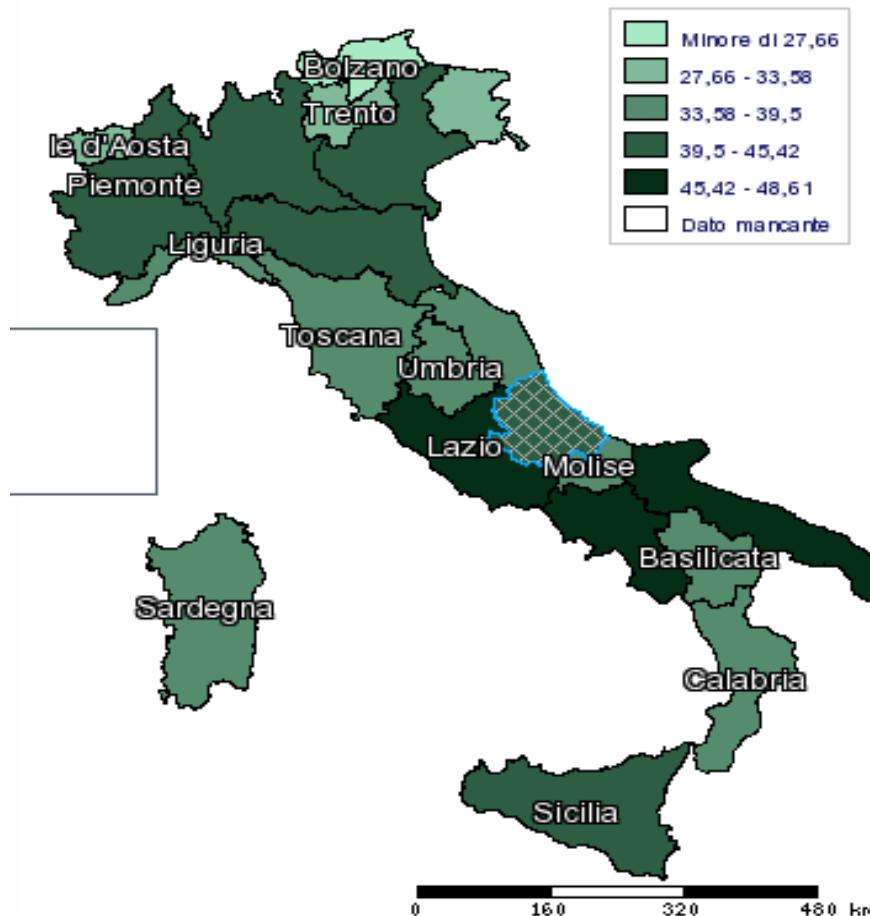 Minore di 27,66
27,66 - 33,58
33,58 - 39,5
39,5 - 45,42
45,42 - 48,61
Dato mancante
Bolzano
Trento
le d'Aosta
Piemonte
Liguria
Toscana
Umbria
Lazio
Molise
Basilicata
Sardegna
Calabria
Sicilia
0 160 320 480 km